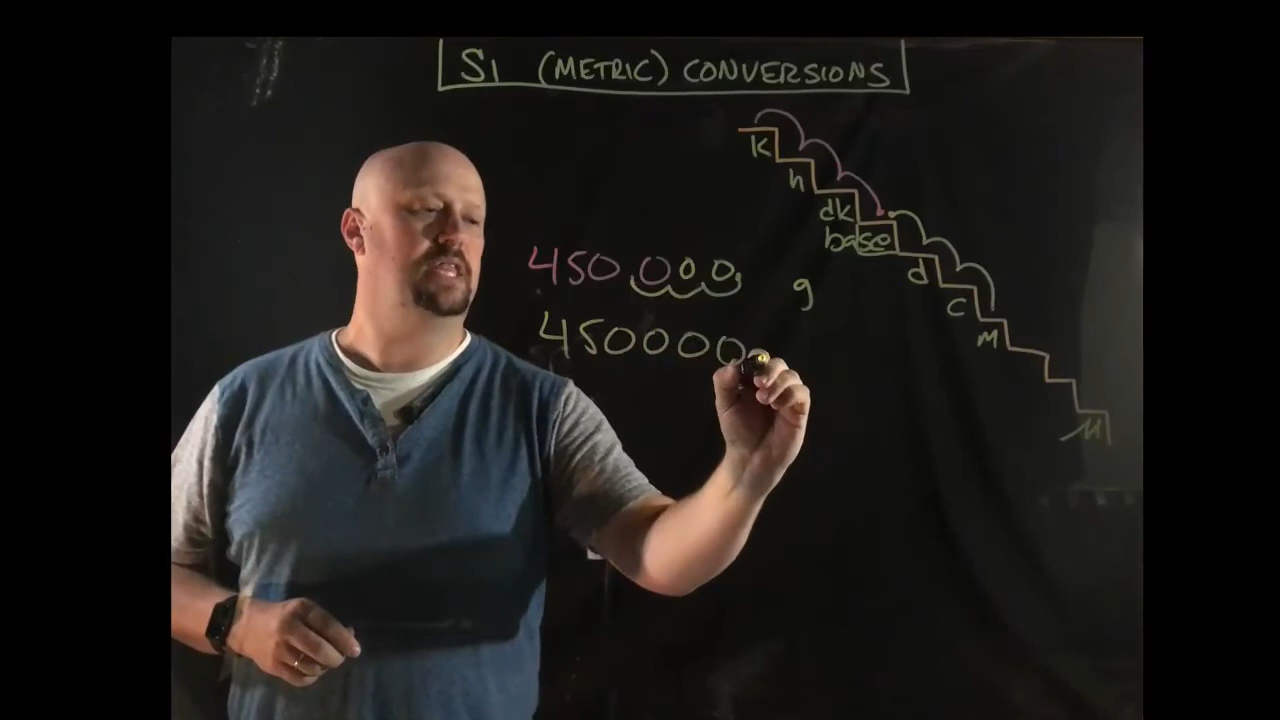 SI (METRIC) CONVERSIONS
K
h
dk
base
d
C
M
μ
450 000 g
450000